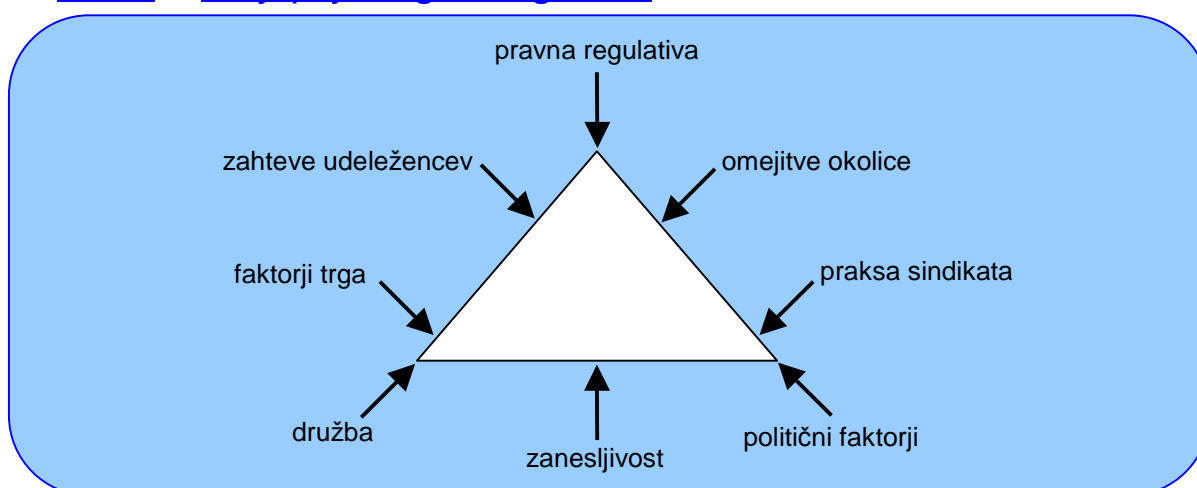 pravna regulativa
zahteve udeležencev
omejitve okolice
faktorji trga
praksa sindikata
družba
politični faktorji
zanesljivost